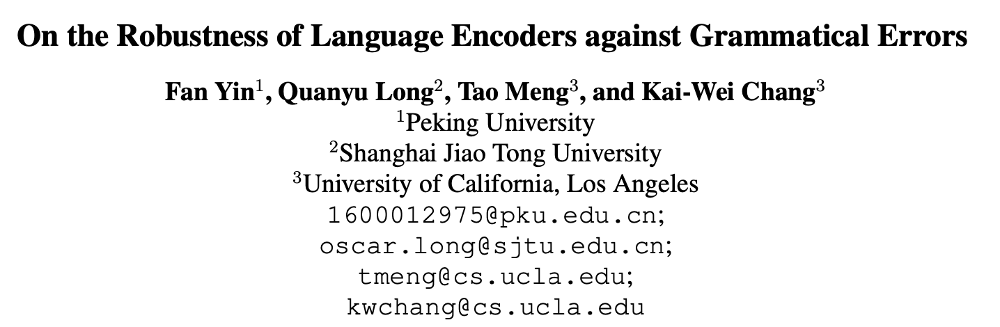 On the Robustness of Language Encoders against Grammatical Errors
Fan Yin¹, Quanyu Long², Tao Meng³, and Kai-Wei Chang³
¹Peking University
²Shanghai Jiao Tong University
³University of California, Los Angeles
1600012975@pku.edu.cn;
oscar.long@sjtu.edu.cn;
tmeng@cs.ucla.edu;
kwchang@cs.ucla.edu